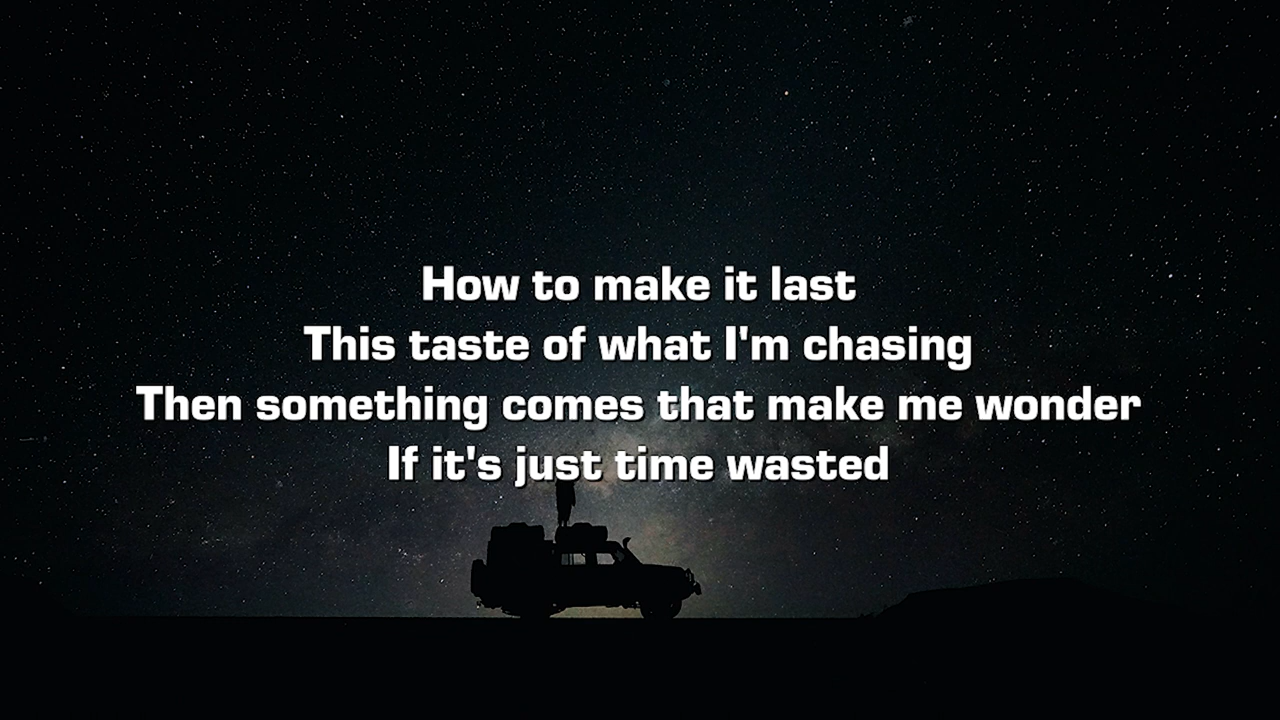 How to make it last
This taste of what I'm chasing
Then something comes that make me wonder
If it's just time wasted